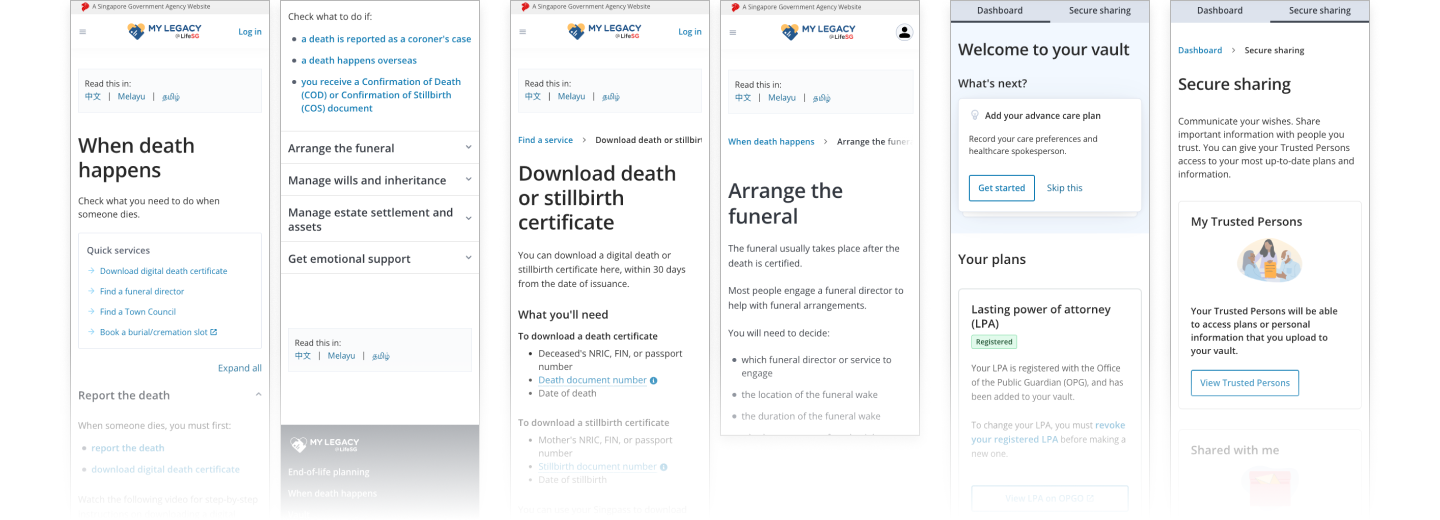 A Singapore Government Agency Website
MY LEGACY
@LifeSG
Log in
Read this in:
中文 | Melayu | தமிழ்
When death
happens
Check what you need to do when
someone dies.
Quick services
Download digital death certificate
Find a funeral director
Find a Town Council
Book a burial/cremation slot
Expand all
Report the death
When someone dies, you must first:
report the death
download digital death certificate
Watch the following video for step-by-step
Check what to do if:
a death is reported as a coroner's case
a death happens overseas
you receive a Confirmation of Death
(COD) or Confirmation of Stillbirth
(COS) document
Arrange the funeral
Manage wills and inheritance
Manage estate settlement and
assets
Get emotional support
Read this in:
中文 | Melayu | தமிழ்
MY LEGACY
@LifeSG
End-of-life planning
When death happens
A Singapore Government Agency Website
MY LEGACY
@LifeSG
Log in
Read this in:
中文 | Melayu | தமிழ்
Find a service > Download death or stillbirt
Download death
or stillbirth
certificate
You can download a digital death or
stillbirth certificate here, within 30 days
from the date of issuance.
What you'll need
To download a death certificate
Deceased's NRIC, FIN, or passport
number
Death document number
Date of death
To download a stillbirth certificate
Mother's NRIC, FIN, or passport
number
Stillbirth document number
Date of stillbirth
A Singapore Government Agency Website
MY LEGACY
@LifeSG
Read this in:
中文 | Melayu | தமிழ்
When death happens > Arrange the funer
Arrange the
funeral
The funeral usually takes place after the
death is certified.
Most people engage a funeral director to
help with funeral arrangements.
You will need to decide:
which funeral director or service to
engage
the location of the funeral wake
the duration of the funeral wake
Dashboard
Secure sharing
Welcome to your vault
What's next?
Add your advance care plan
Record your care preferences and
healthcare spokesperson.
Get started
Skip this
Your plans
Lasting power of attorney
(LPA)
Registered
Your LPA is registered with the Office
of the Public Guardian (OPG), and has
been added to your vault.
To change your LPA, you must revoke
your registered LPA before making a
new one.
View LPA on OPGO
Dashboard
Secure sharing
Dashboard > Secure sharing
Secure sharing
Communicate your wishes. Share
important information with people you
trust. You can give your Trusted Persons
access to your most up-to-date plans and
information.
My Trusted Persons
Your Trusted Persons will be able
to access plans or personal
information that you upload to
your vault.
View Trusted Persons
Shared with me